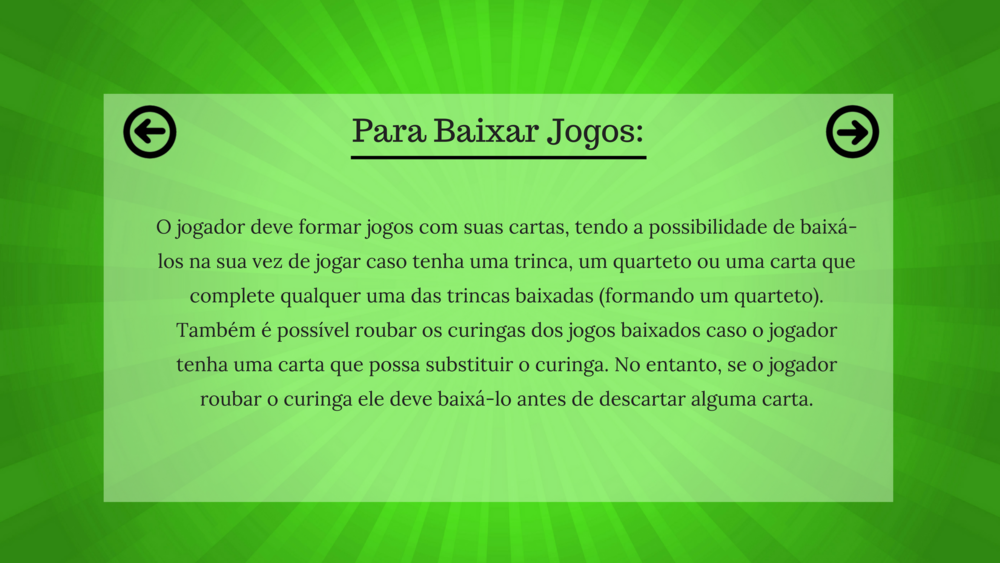 Para Baixar Jogos:
O jogador deve formar jogos com suas cartas, tendo a possibilidade de baixá-
los na sua vez de jogar caso tenha uma trinca, um quarteto ou uma carta que
complete qualquer uma das trincas baixadas (formando um quarteto).
Também é possível roubar os curingas dos jogos baixados caso o jogador
tenha uma carta que possa substituir o curinga. No entanto, se o jogador
roubar o curinga ele deve baixá-lo antes de descartar alguma carta.